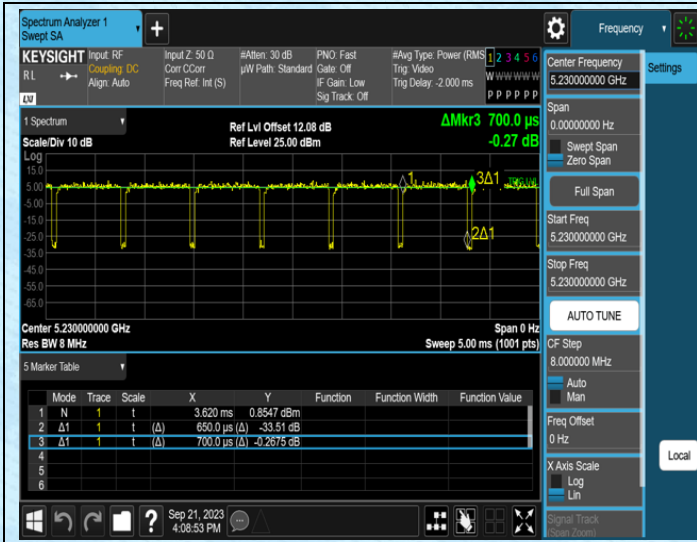 Spectrum Analyzer 1
Swept SA
Frequency
KEYSIGHT
RL
LXI
Input: RF
Coupling: DC
Align: Auto
Input Z: 50 Ω
Corr CCorr
Freq Ref: Int (S)
#Atten: 30 dB
µW Path: Standard
PNO: Fast
Gate: Off
IF Gain: Low
Sig Track: Off
#Avg Type: Power (RMS
Trig: Video
Trig Delay: -2.000 ms
1 2 3 4 5 6
W W W W W W
P P P P P P
1 Spectrum
Scale/Div 10 dB
Ref Lvl Offset 12.08 dB
Ref Level 25.00 dBm
ΔMkr3 700.0 µs
-0.27 dB
Log
15.0
5.00
-5.00
-15.0
-25.0
-35.0
-45.0
-55.0
-65.0
1
3Δ1
TRIG LVL
2Δ1
Center 5.230000000 GHz
Res BW 8 MHz
Span 0 Hz
Sweep 5.00 ms (1001 pts)
5 Marker Table
Mode Trace Scale X Y Function Function Width Function Value
1 N 1 t 3.620 ms 0.8547 dBm
2 Δ1 1 t (Δ) 650.0 µs (Δ) -33.51 dB
3 Δ1 1 t (Δ) 700.0 µs (Δ) -0.2675 dB
4
5
6
Sep 21, 2023
4:08:53 PM
Center Frequency
5.230000000 GHz
Span
0.00000000 Hz
Swept Span
Zero Span
Full Span
Start Freq
5.230000000 GHz
Stop Freq
5.230000000 GHz
AUTO TUNE
CF Step
8.000000 MHz
Auto
Man
Freq Offset
0 Hz
X Axis Scale
Log
Lin
Signal Track
(Span Zoom)
Settings
Local